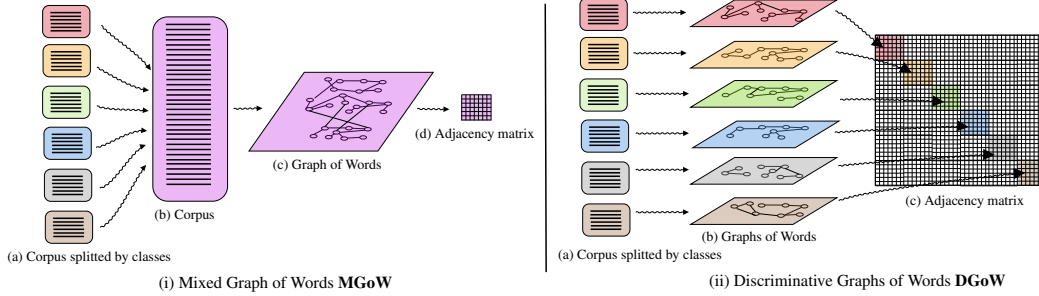 (d) Adjacency matrix
(c) Graph of Words
(b) Corpus
(a) Corpus splitted by classes
(i) Mixed Graph of Words MGoW
(c) Adjacency matrix
(b) Graphs of Words
(a) Corpus splitted by classes
(ii) Discriminative Graphs of Words DGoW